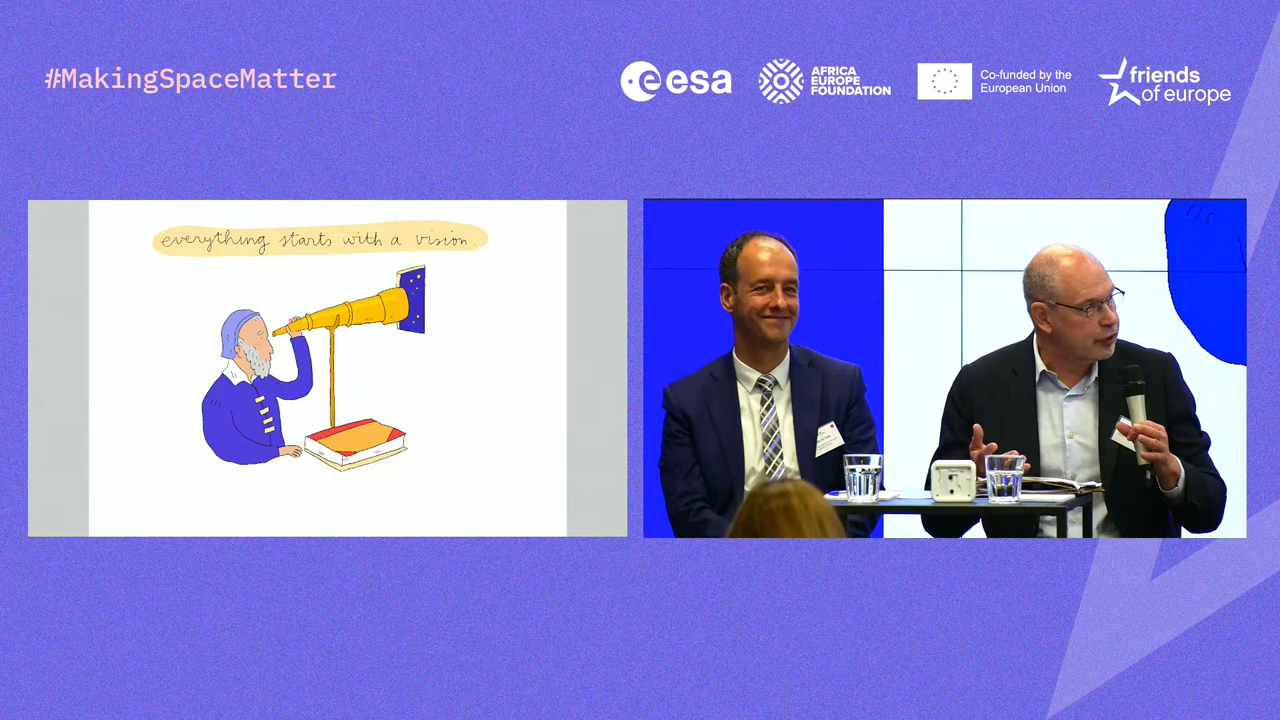 #MakingSpaceMatter
esa
AFRICA
EUROPE
FOUNDATION
Co-funded by the
European Union
friends
of europe
everything starts with a vision.